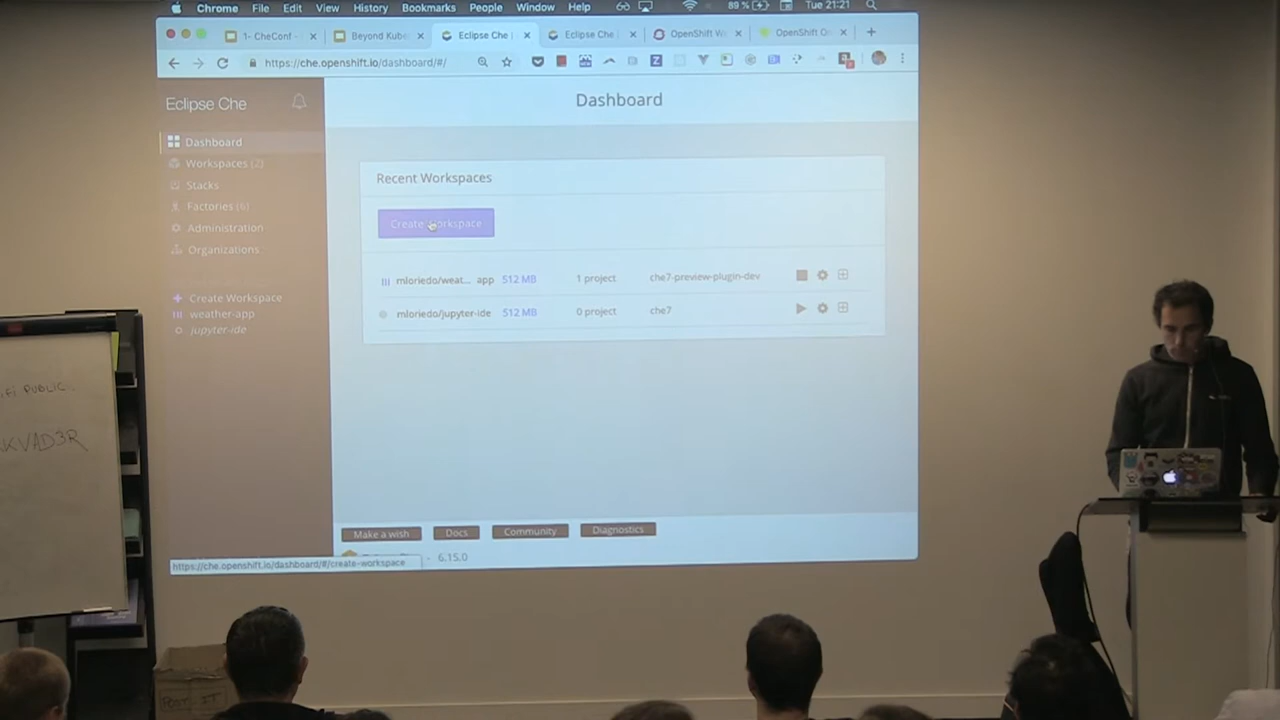 Chrome File Edit View History Bookmarks People Window Help 89 % Tue 21:21
1- CheConf -
Beyond Kube
Eclipse Che |
Eclipse Che
OpenShift W
OpenShift O
https://che.openshift.io/dashboard/#/
Eclipse Che
Dashboard
Dashboard
Workspaces (2)
Stacks
Factories (6)
Administration
Organizations
Create Workspace
weather-app
jupyter-ide
Recent Workspaces
Create Workspace
mloriedo/weat... app 512 MB 1 project che7-preview-plugin-dev
mloriedo/jupyter-ide 512 MB 0 project che7
Make a wish Docs Community Diagnostics
- 6.15.0
https://che.openshift.io/dashboard/#/create-workspace
PUBLIC
KVAD3R